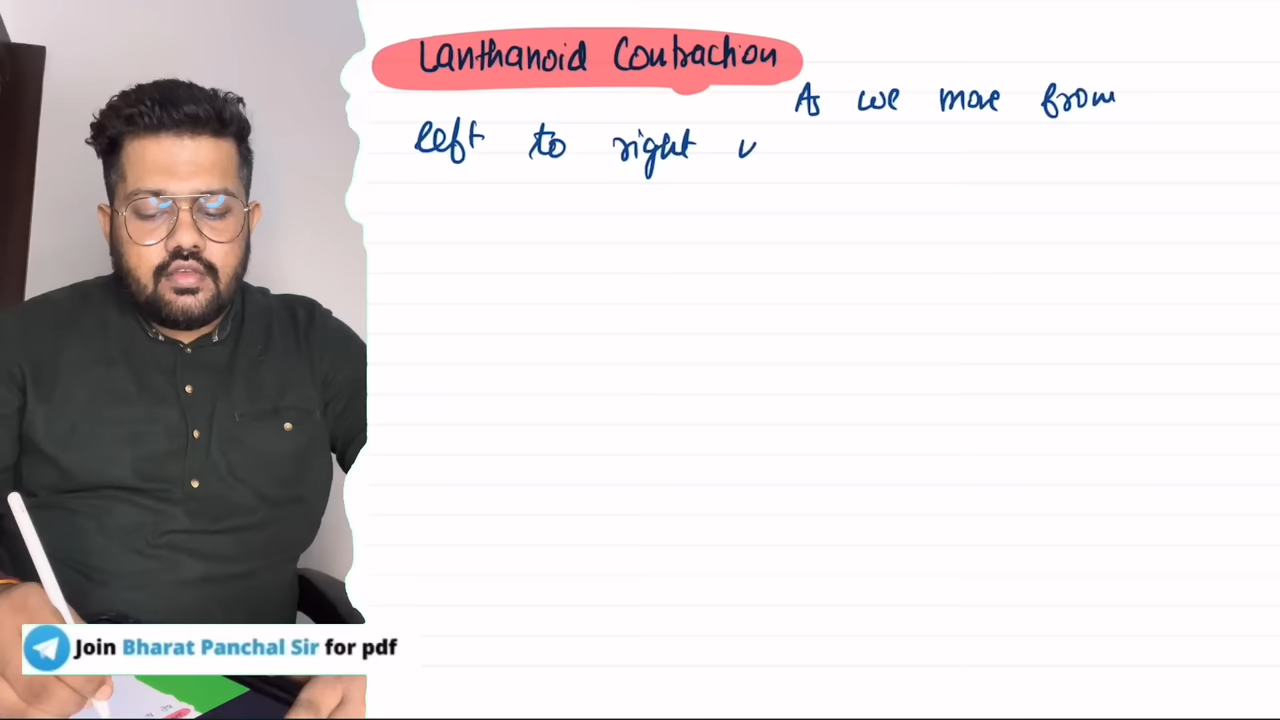 Lanthanoid Contraction
As we move from
left to right
Join Bharat Panchal Sir for pdf